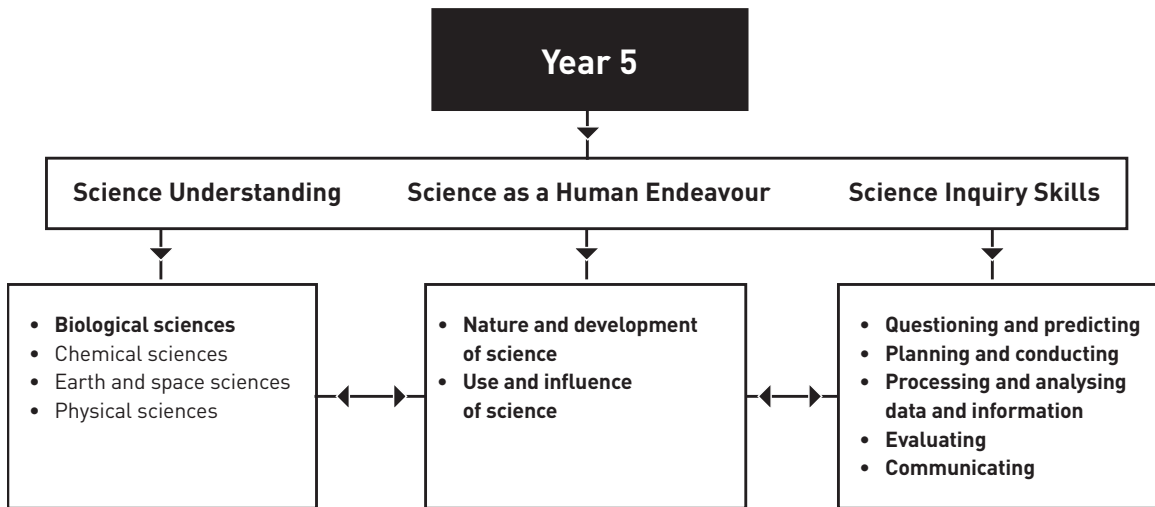 Year 5
Science Understanding
Science as a Human Endeavour
Science Inquiry Skills
• Biological sciences
• Chemical sciences
• Earth and space sciences
• Physical sciences
• Nature and development
of science
• Use and influence
of science
• Questioning and predicting
• Planning and conducting
• Processing and analysing
data and information
• Evaluating
• Communicating